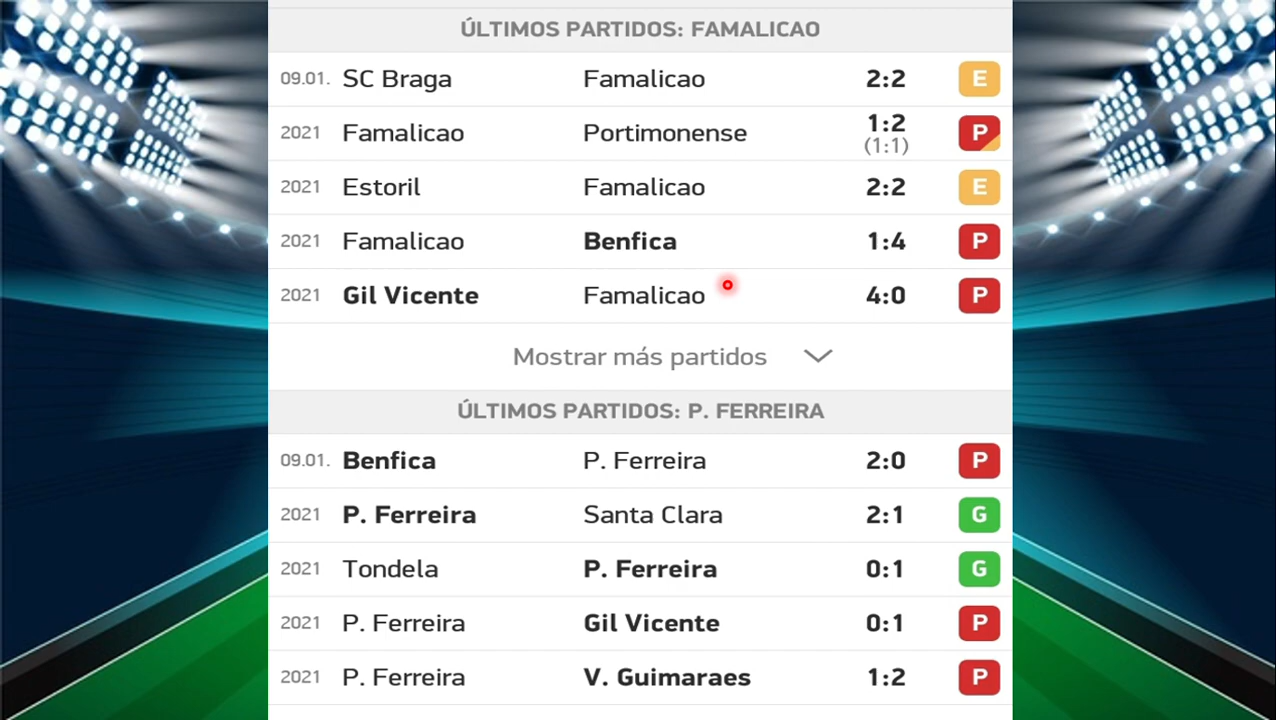 ÚLTIMOS PARTIDOS: FAMALICAO
09.01. SC Braga Famalicao 2:2 E
2021 Famalicao Portimonense 1:2 (1:1) P
2021 Estoril Famalicao 2:2 E
2021 Famalicao Benfica 1:4 P
2021 Gil Vicente Famalicao 4:0 P
Mostrar más partidos
ÚLTIMOS PARTIDOS: P. FERREIRA
09.01. Benfica P. Ferreira 2:0 P
2021 P. Ferreira Santa Clara 2:1 G
2021 Tondela P. Ferreira 0:1 G
2021 P. Ferreira Gil Vicente 0:1 P
2021 P. Ferreira V. Guimaraes 1:2 P